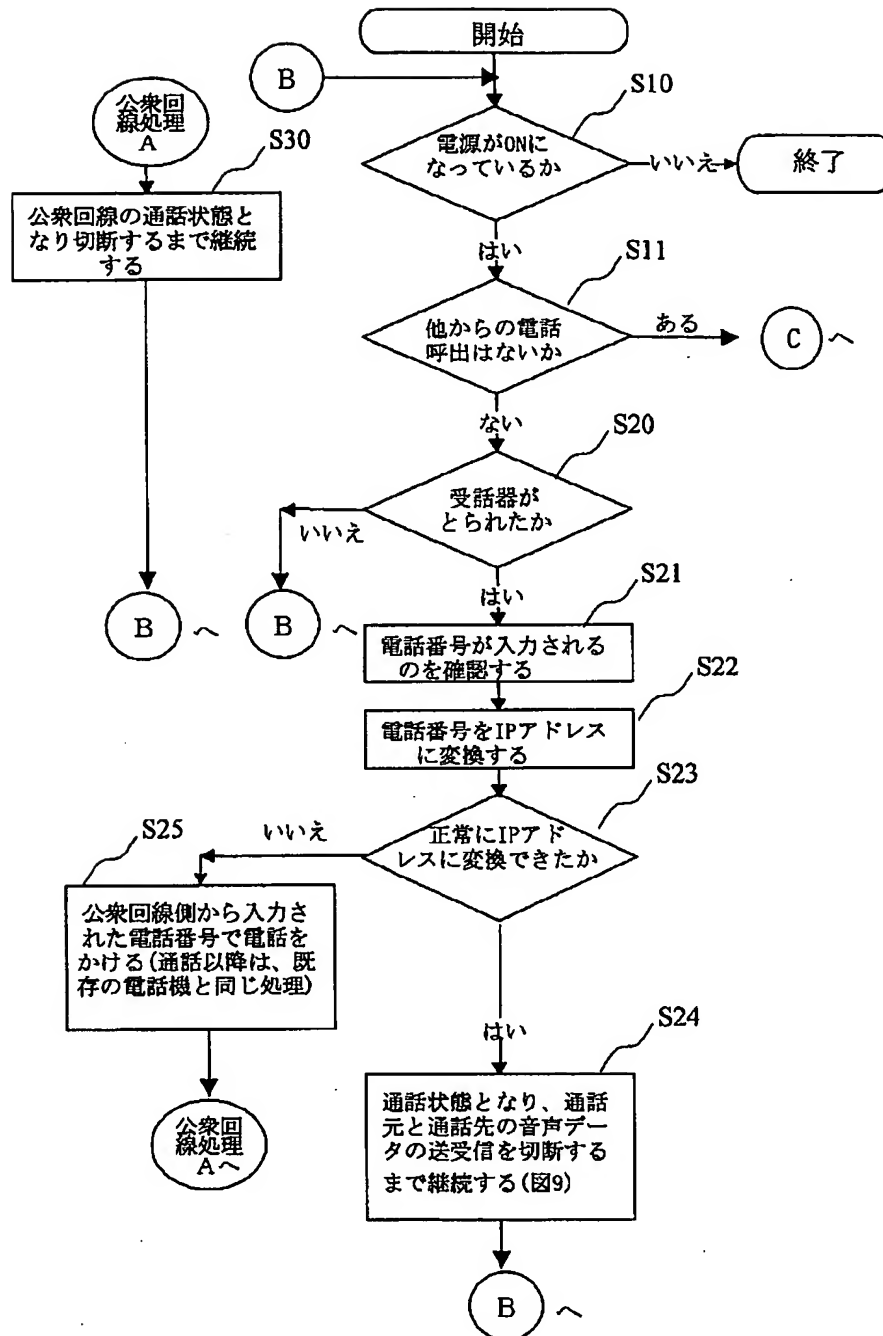 開始
B
S10
公衆回
線処理
A
電源がONに
なっているか
いいえ
終了
S30
公衆回線の通話状態と
なり切断するまで継続
する
はい
S11
他からの電話
呼出はないか
ある
C へ
ない
S20
受話器が
とられたか
いいえ
B へ
B へ
はい
S21
電話番号が入力される
のを確認する
S22
電話番号をIPアドレス
に変換する
S23
正常にIPアド
レスに変換できたか
いいえ
S25
公衆回線側から入力さ
れた電話番号で電話を
かける(通話以降は、既
存の電話機と同じ処理)
公衆回
線処理
Aへ
はい
S24
通話状態となり、通話
元と通話先の音声デー
タの送受信を切断する
まで継続する(図9)
B へ